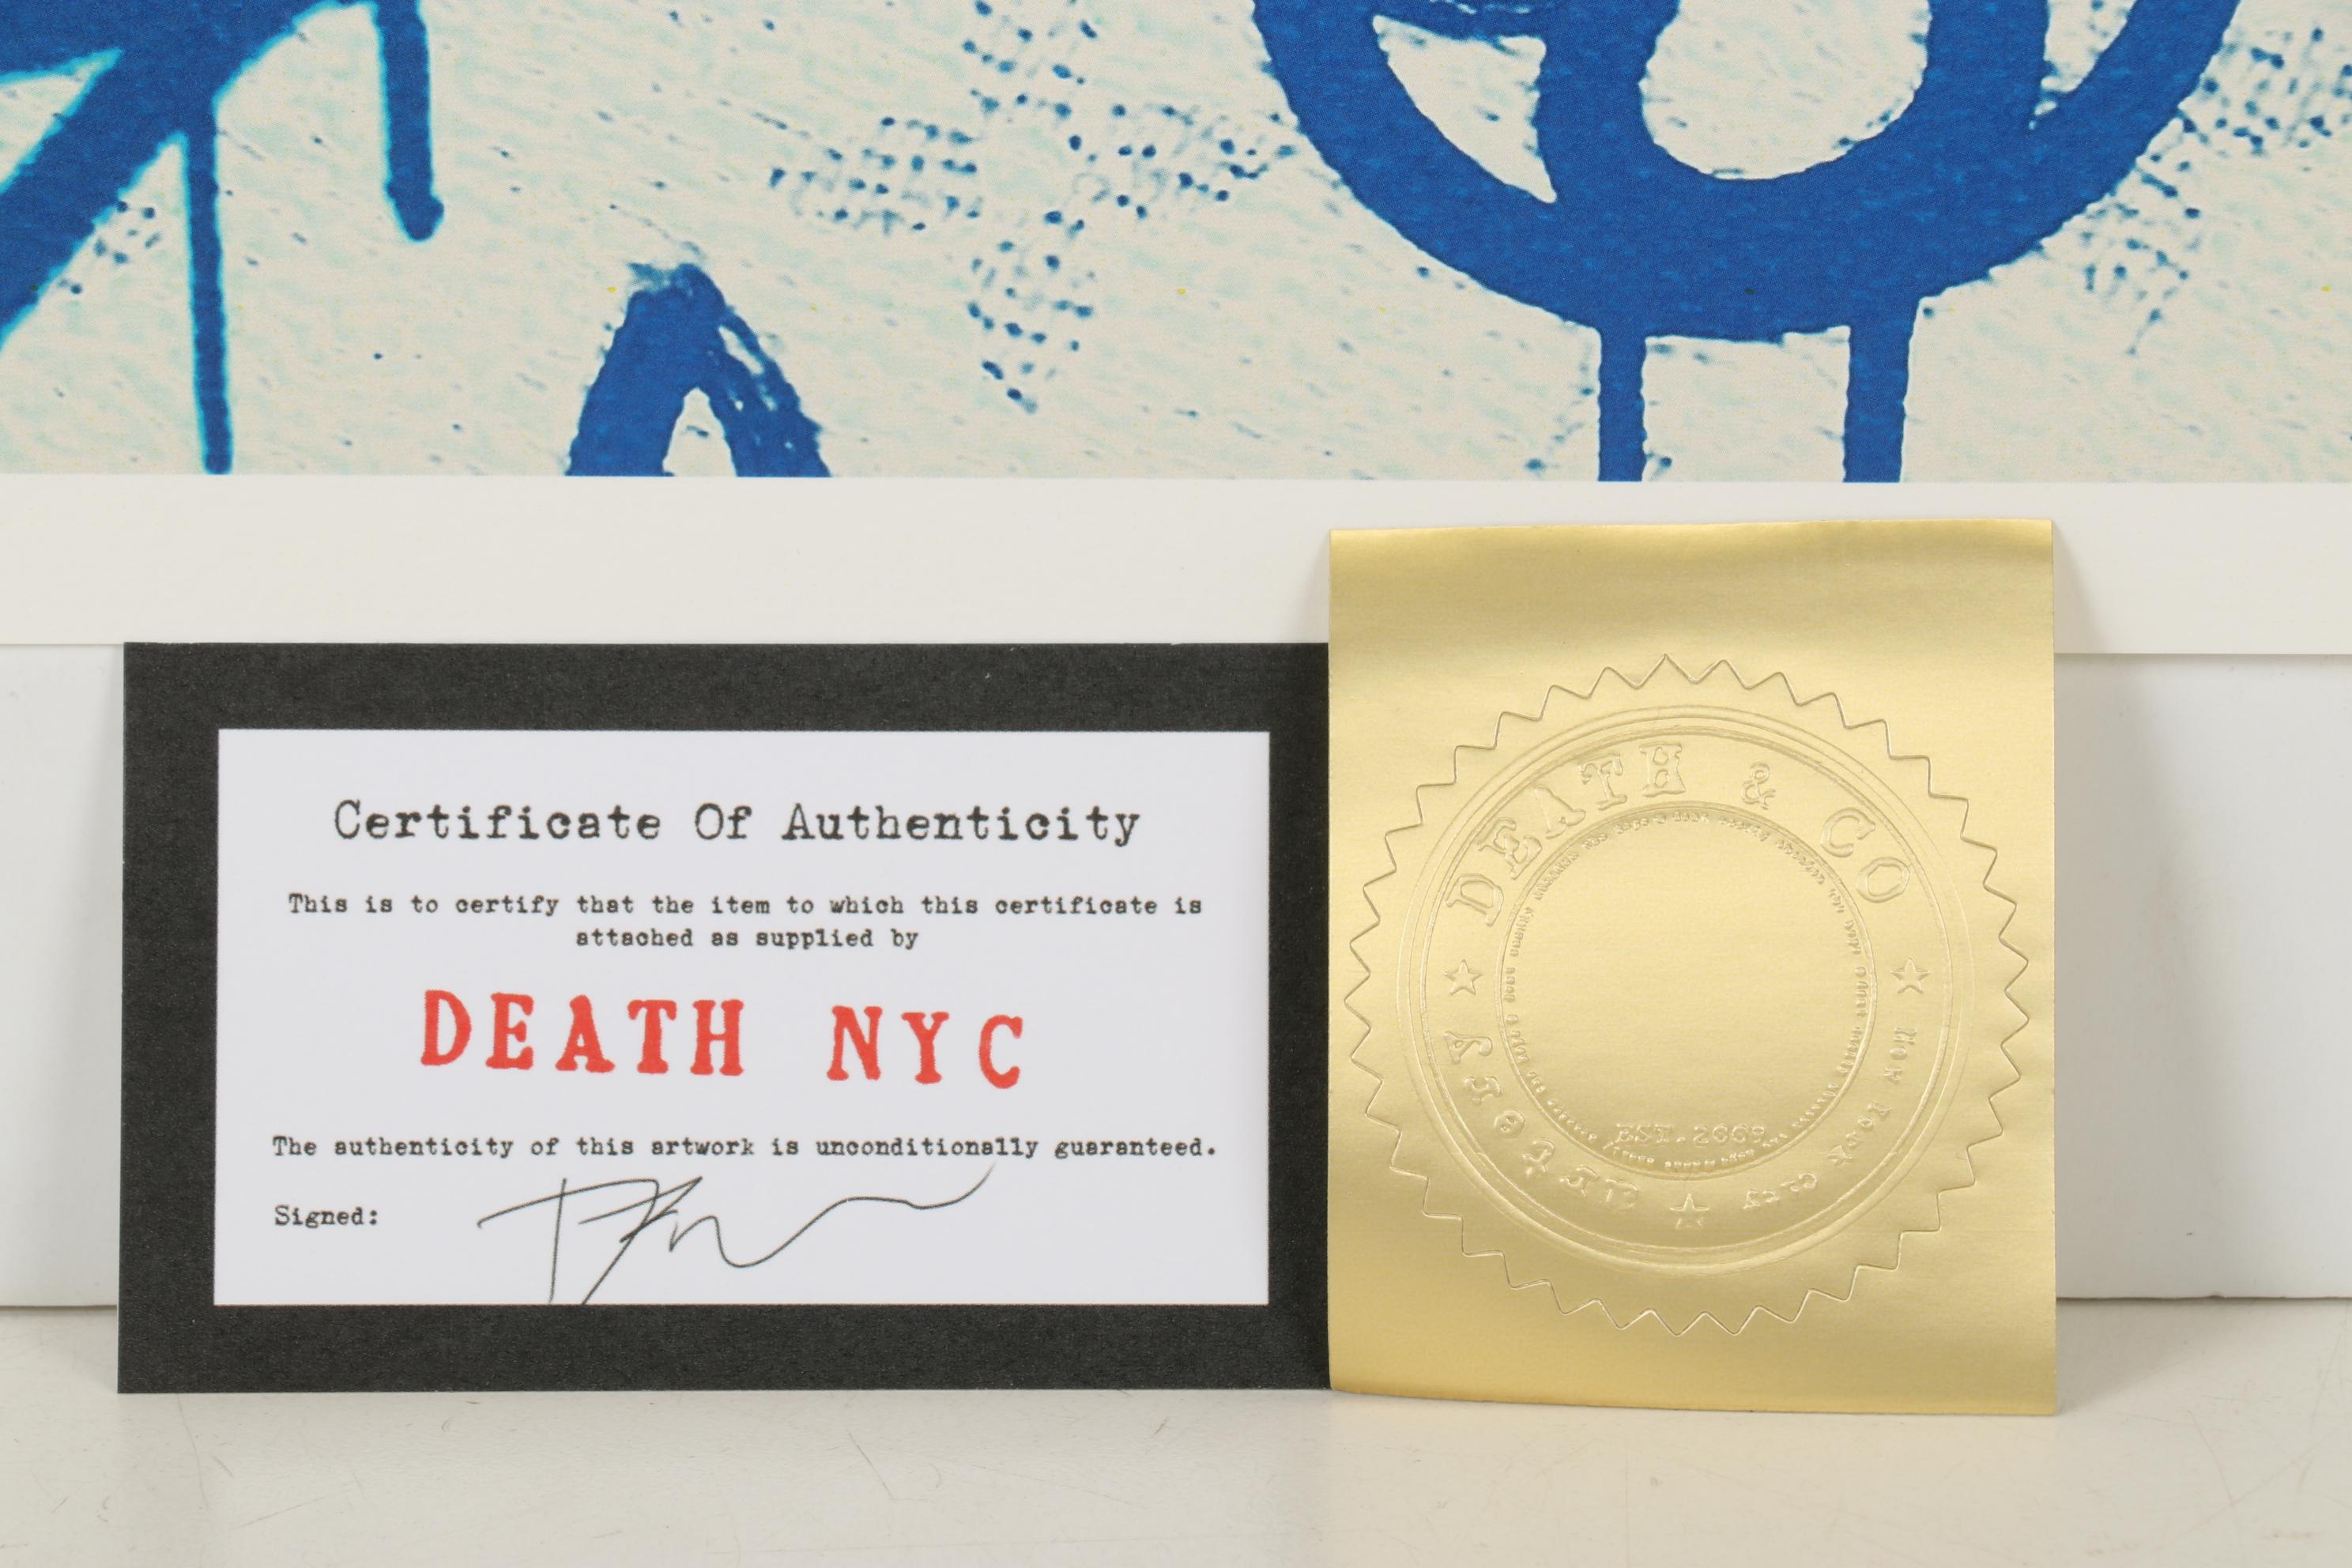 Certificate Of Authenticity
This is to certify that the item to which this certificate is
attached as supplied by
DEATH NYC
The authenticity of this artwork is unconditionally guaranteed.
Signed:
DEATH & CO
EST. 2009